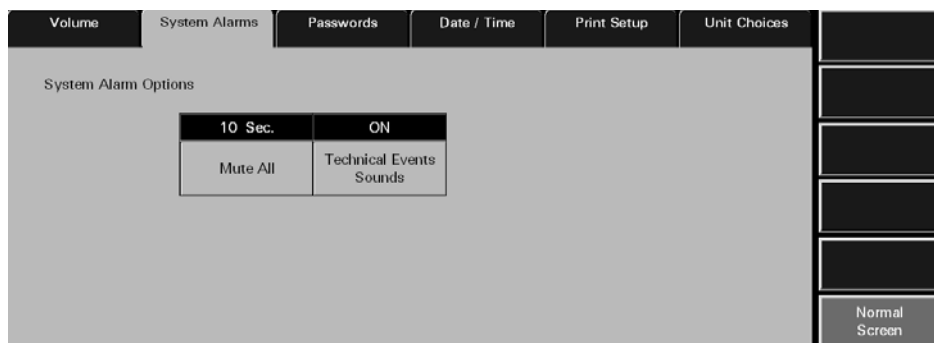 Volume System Alarms Passwords Date / Time Print Setup Unit Choices
System Alarm Options
10 Sec. ON
Mute All Technical Events
Sounds
Normal
Screen